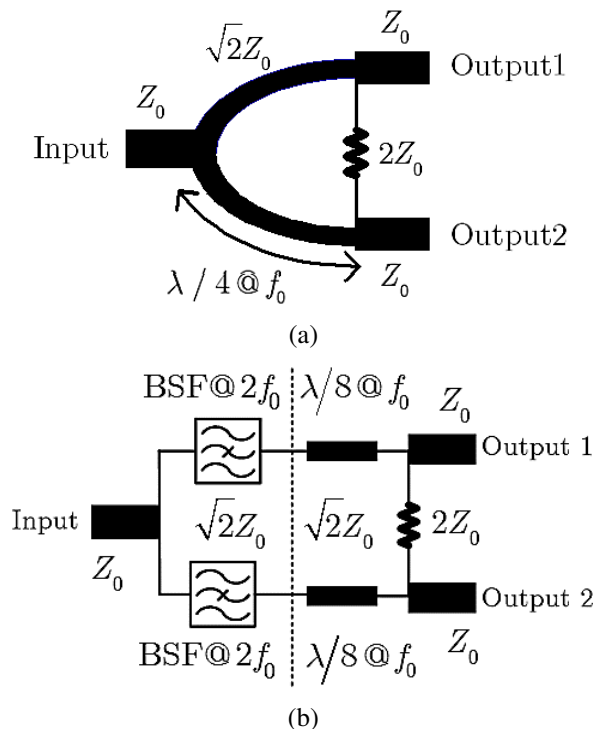 Z₀
√2Z₀
Output1
Z₀
Input
2Z₀
Output2
λ / 4 @ f₀
Z₀
(a)
BSF@2f₀
λ/8 @ f₀
Z₀
Output 1
Input
√2Z₀
√2Z₀
2Z₀
Z₀
Output 2
BSF@2f₀
λ/8 @ f₀
Z₀
(b)